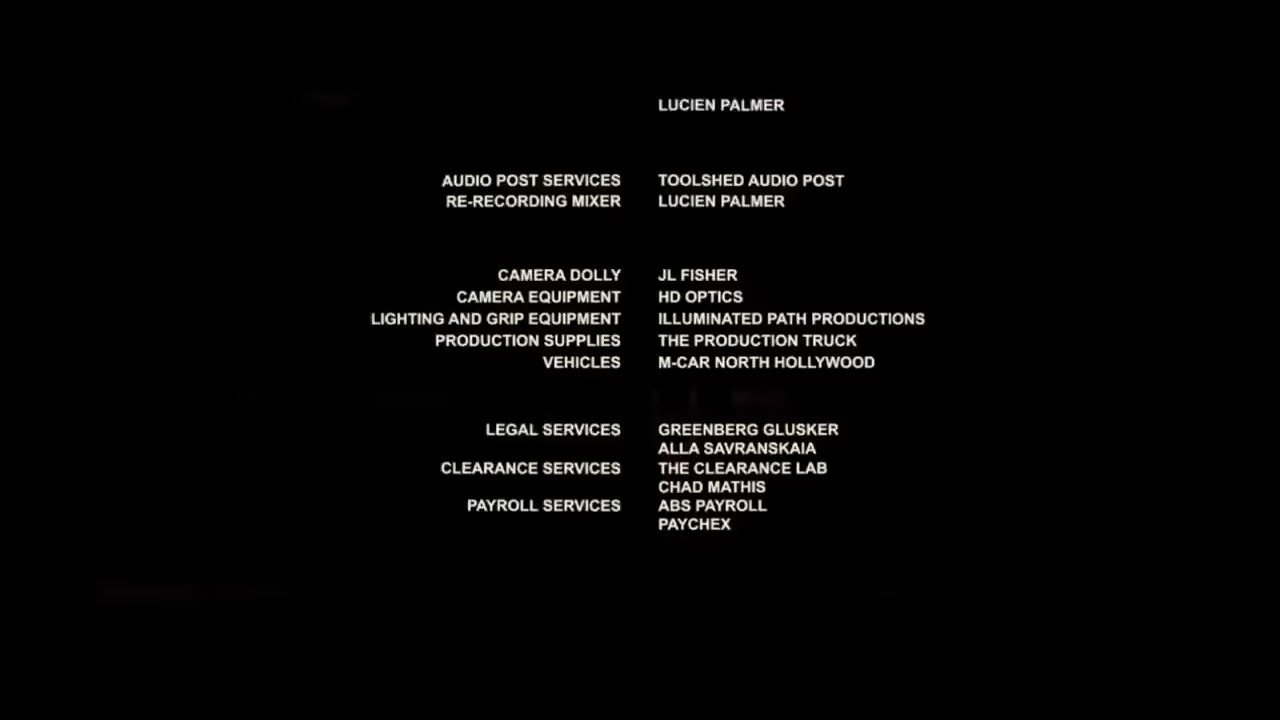 LUCIEN PALMER
AUDIO POST SERVICES TOOLSHED AUDIO POST
RE-RECORDING MIXER LUCIEN PALMER
CAMERA DOLLY JL FISHER
CAMERA EQUIPMENT HD OPTICS
LIGHTING AND GRIP EQUIPMENT ILLUMINATED PATH PRODUCTIONS
PRODUCTION SUPPLIES THE PRODUCTION TRUCK
VEHICLES M-CAR NORTH HOLLYWOOD
LEGAL SERVICES GREENBERG GLUSKER
ALLA SAVRANSKAIA
CLEARANCE SERVICES THE CLEARANCE LAB
CHAD MATHIS
PAYROLL SERVICES ABS PAYROLL
PAYCHEX